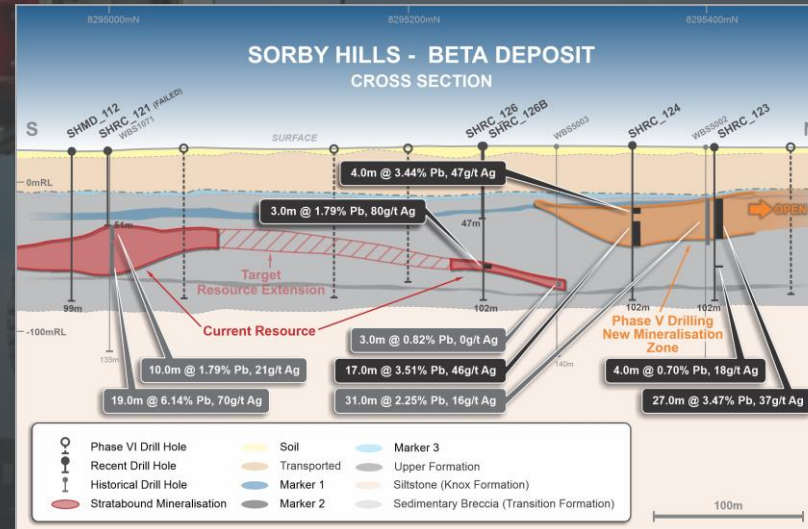 8295000mN
8295200mN
8295400mN
SORBY HILLS - BETA DEPOSIT
CROSS SECTION
S
SHMD_112
SHRC_121 (FAILED)
WBS1071
SURFACE
SHRC_126
SHRC_126B
WBS5003
SHRC_124
WBS5002
SHRC_123
N
0mRL
4.0m @ 3.44% Pb, 47g/t Ag
3.0m @ 1.79% Pb, 80g/t Ag
OPEN
51m
47m
Target
Resource Extension
99m
102m
102m
102m
Current Resource
Phase V Drilling
New Mineralisation
Zone
-100mRL
135m
140m
3.0m @ 0.82% Pb, 0g/t Ag
10.0m @ 1.79% Pb, 21g/t Ag
17.0m @ 3.51% Pb, 46g/t Ag
4.0m @ 0.70% Pb, 18g/t Ag
19.0m @ 6.14% Pb, 70g/t Ag
31.0m @ 2.25% Pb, 16g/t Ag
27.0m @ 3.47% Pb, 37g/t Ag
Phase VI Drill Hole
Soil
Marker 3
Recent Drill Hole
Transported
Upper Formation
Historical Drill Hole
Marker 1
Siltstone (Knox Formation)
Stratabound Mineralisation
Marker 2
Sedimentary Breccia (Transition Formation)
100m